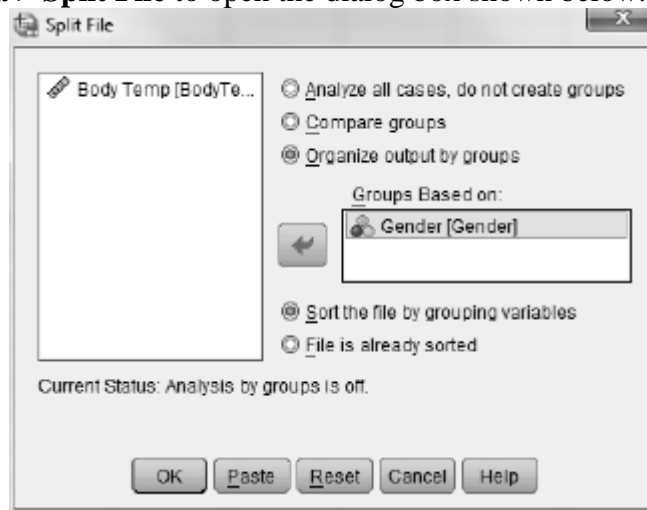 Split File to open the dialog box shown below.
Split File
Body Temp [BodyTe...
Analyze all cases, do not create groups
Compare groups
Organize output by groups
Groups Based on:
Gender [Gender]
Sort the file by grouping variables
File is already sorted
Current Status: Analysis by groups is off.
OK Paste Reset Cancel Help